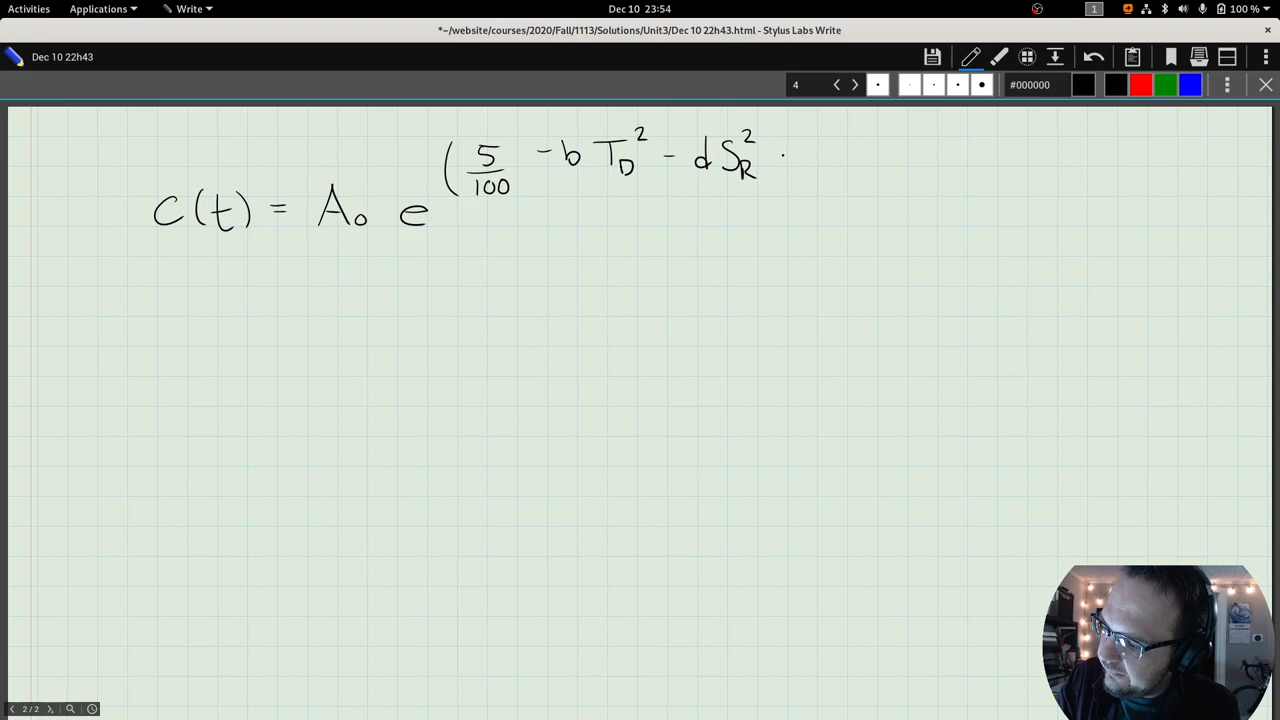 Activities Applications Write Dec 10 23:54 1 100 %
*~/website/courses/2020/Fall/1113/Solutions/Unit3/Dec 10 22h43.html - Stylus Labs Write
Dec 10 22h43
4 #000000
C(t) = A₀ e^(5/100 - b T_D² - d S_R² ·
2/2